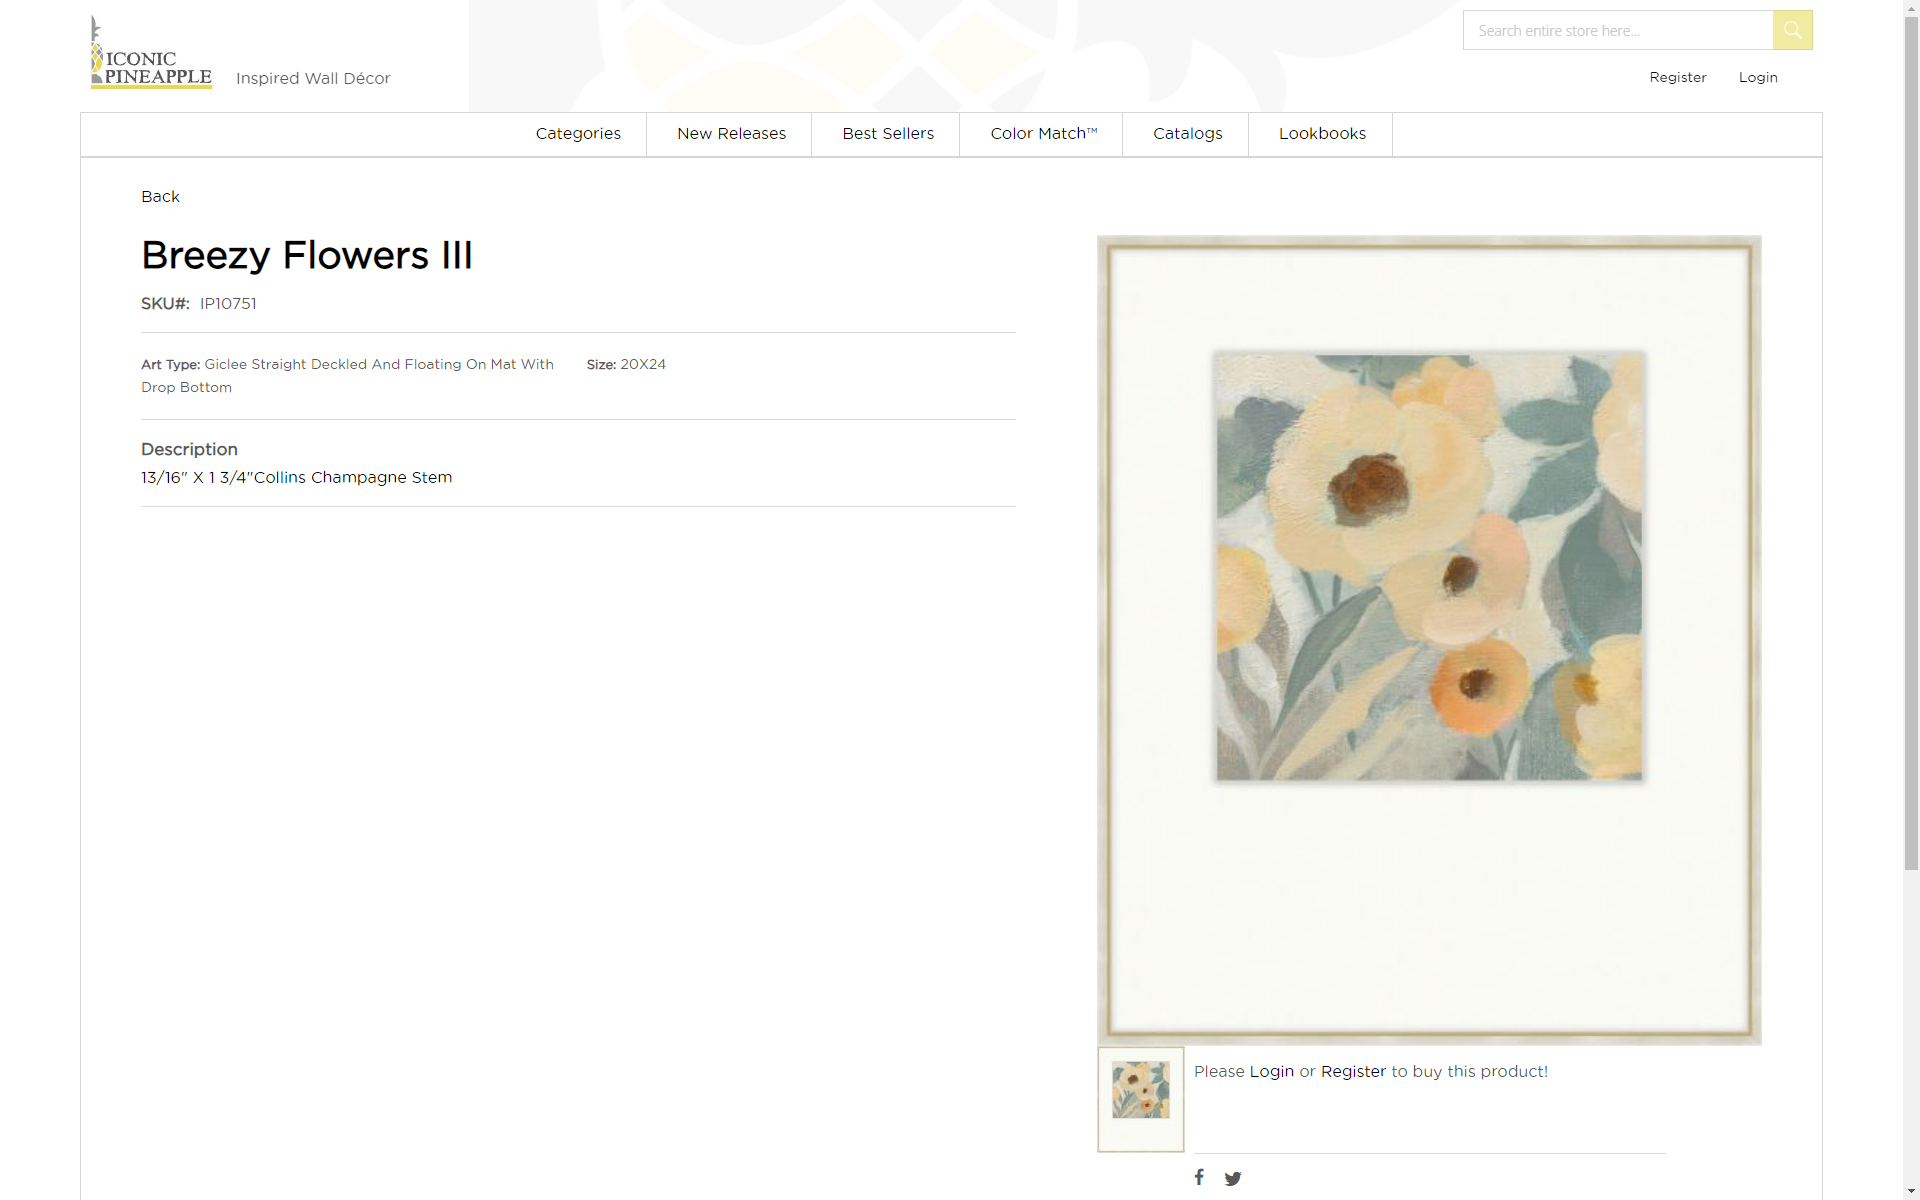 ICONIC
PINEAPPLE
Inspired Wall Décor
Search entire store here...
Register
Login
Categories
New Releases
Best Sellers
Color Match™
Catalogs
Lookbooks
Back
Breezy Flowers III
SKU#: IP10751
Art Type: Giclee Straight Deckled And Floating On Mat With
Drop Bottom
Size: 20X24
Description
13/16" X 1 3/4"Collins Champagne Stem
Please Login or Register to buy this product!